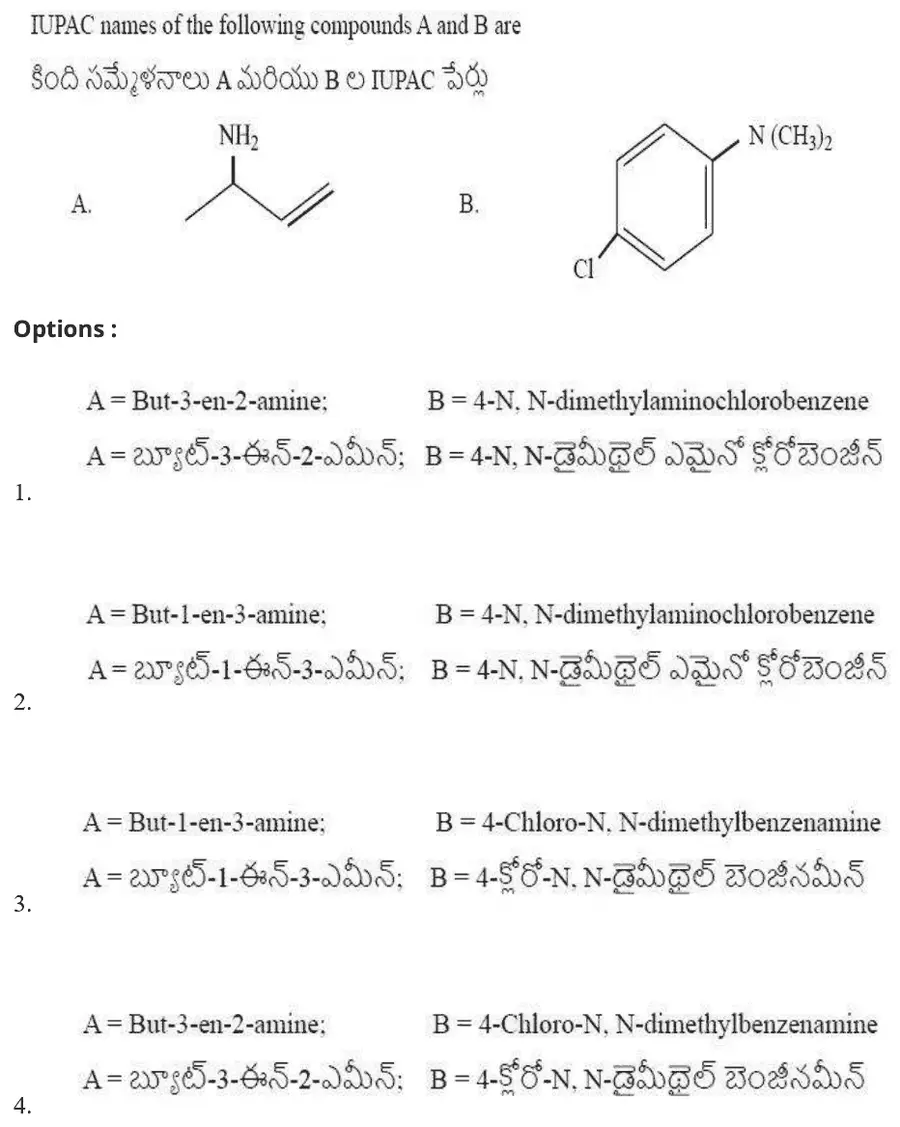 IUPAC names of the following compounds A and B are
కింది సమ్మేళనాలు A మరియు B ల IUPAC పేర్లు
NH₂
N (CH₃)₂
A.
B.
Cl
Options :
A = But-3-en-2-amine; B = 4-N, N-dimethylaminochlorobenzene
A = బ్యూట్-3-ఈన్-2-ఎమీన్; B = 4-N, N-డైమీథైల్ ఎమైనో క్లోరోబెంజీన్
1.
A = But-1-en-3-amine; B = 4-N, N-dimethylaminochlorobenzene
A = బ్యూట్-1-ఈన్-3-ఎమీన్; B = 4-N, N-డైమీథైల్ ఎమైనో క్లోరోబెంజీన్
2.
A = But-1-en-3-amine; B = 4-Chloro-N, N-dimethylbenzenamine
A = బ్యూట్-1-ఈన్-3-ఎమీన్; B = 4-క్లోరో-N, N-డైమీథైల్ బెంజీనమీన్
3.
A = But-3-en-2-amine; B = 4-Chloro-N, N-dimethylbenzenamine
A = బ్యూట్-3-ఈన్-2-ఎమీన్; B = 4-క్లోరో-N, N-డైమీథైల్ బెంజీనమీన్
4.